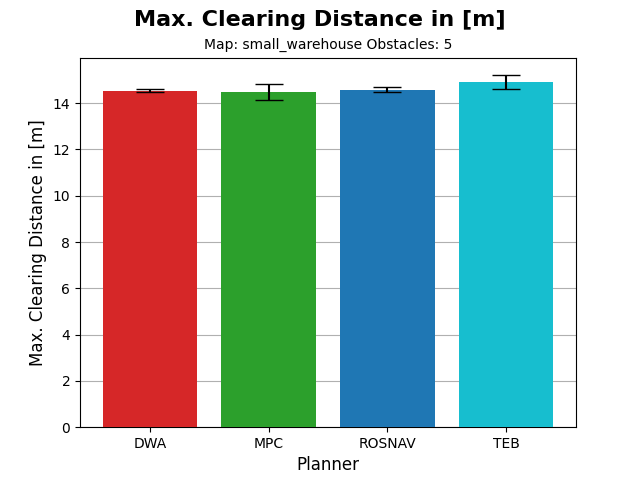 Max. Clearing Distance in [m]
Map: small_warehouse Obstacles: 5
Max. Clearing Distance in [m]
14
12
10
8
6
4
2
0
DWA MPC ROSNAV TEB
Planner